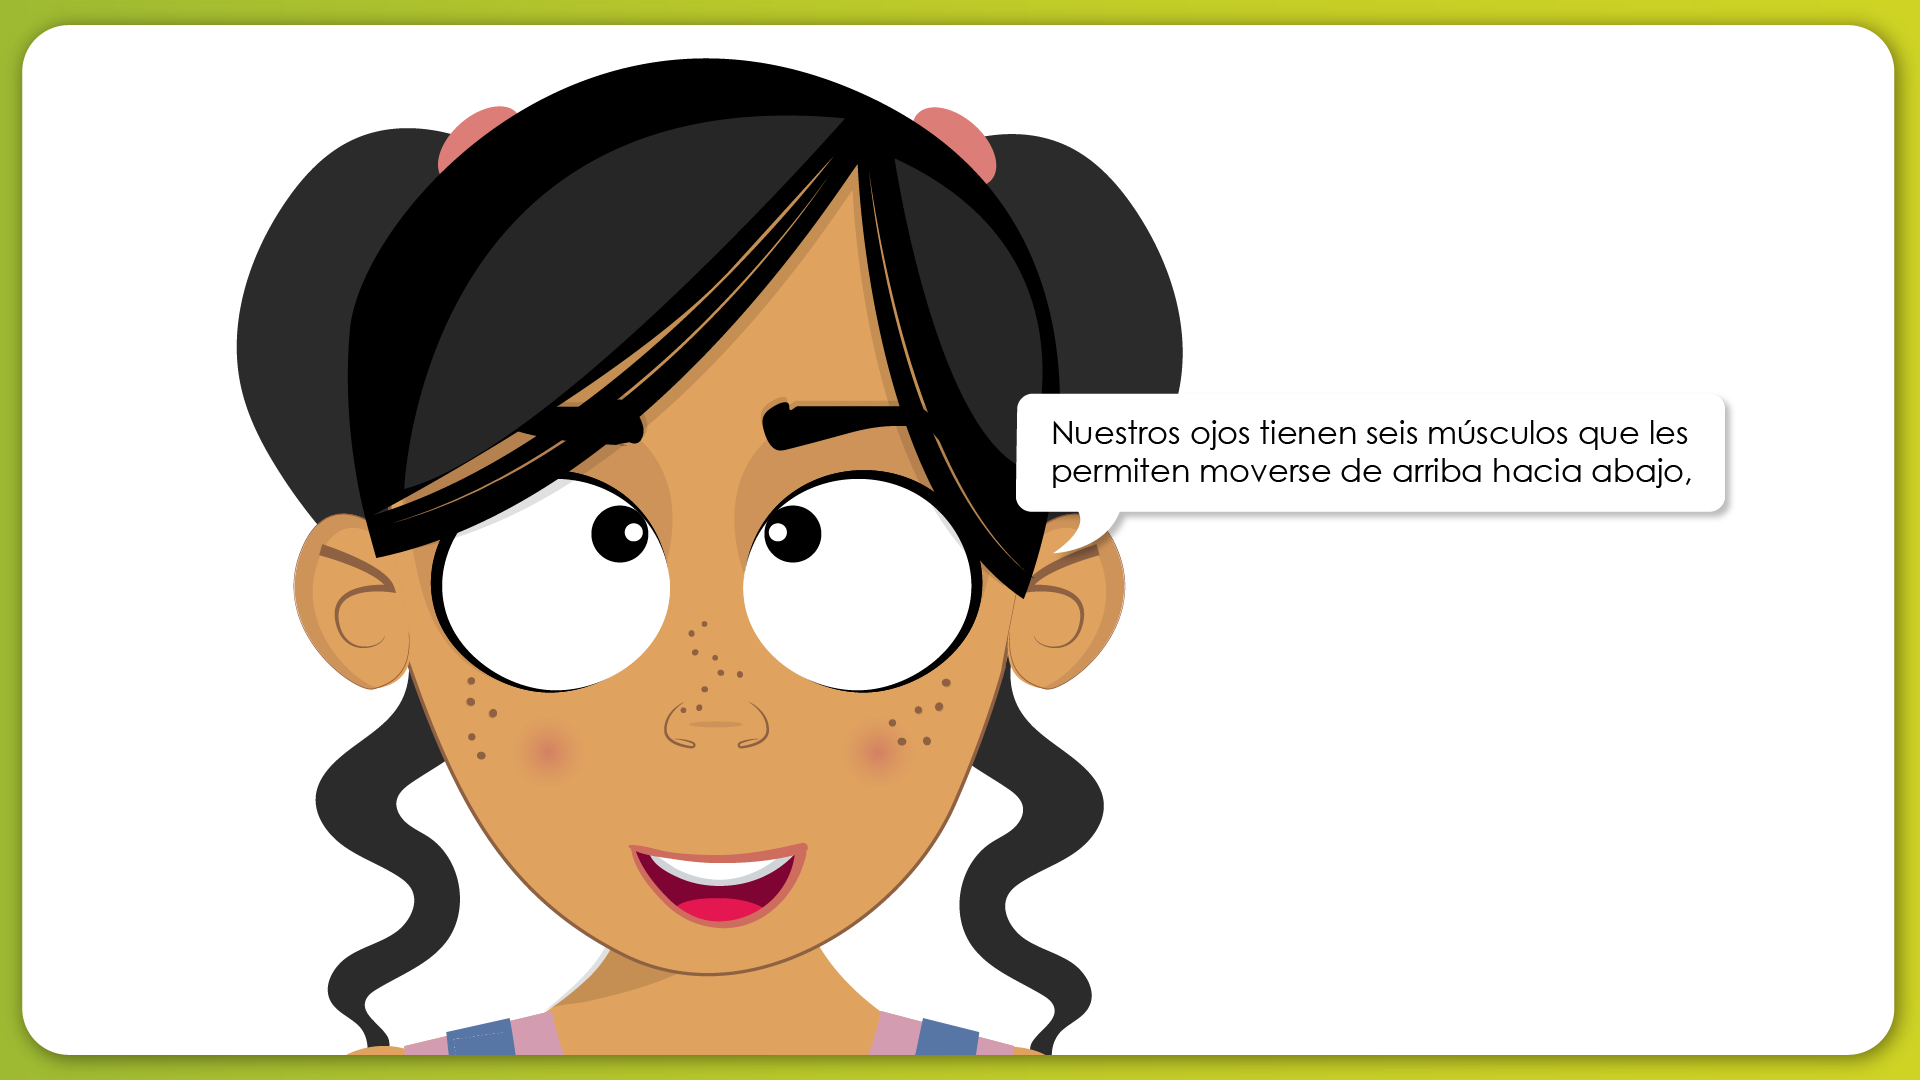 Nuestros ojos tienen seis músculos que les
permiten moverse de arriba hacia abajo,